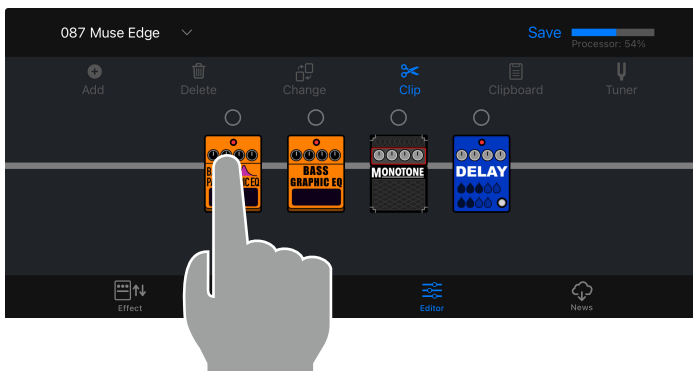 087 Muse Edge
Save
Processor: 54%
Add
Delete
Change
Clip
Clipboard
Tuner
BASS
GRAPHIC EQ
MONOTONE
DELAY
Effect
Editor
News